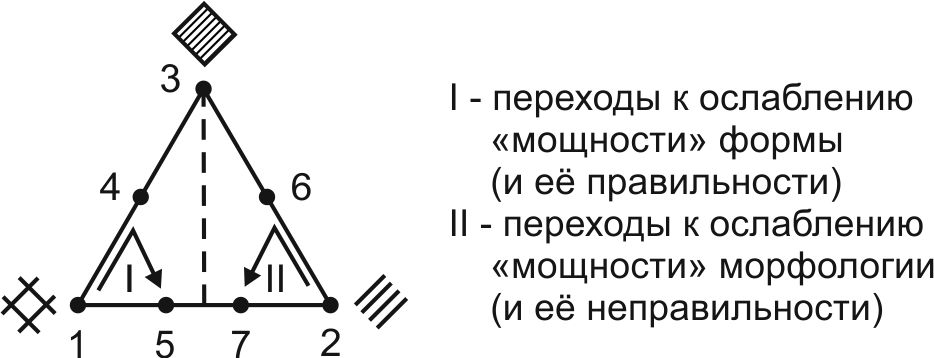 3
4
6
I
II
1
5
7
2
I - переходы к ослаблению
«мощности» формы
(и её правильности)
II - переходы к ослаблению
«мощности» морфологии
(и её неправильности)